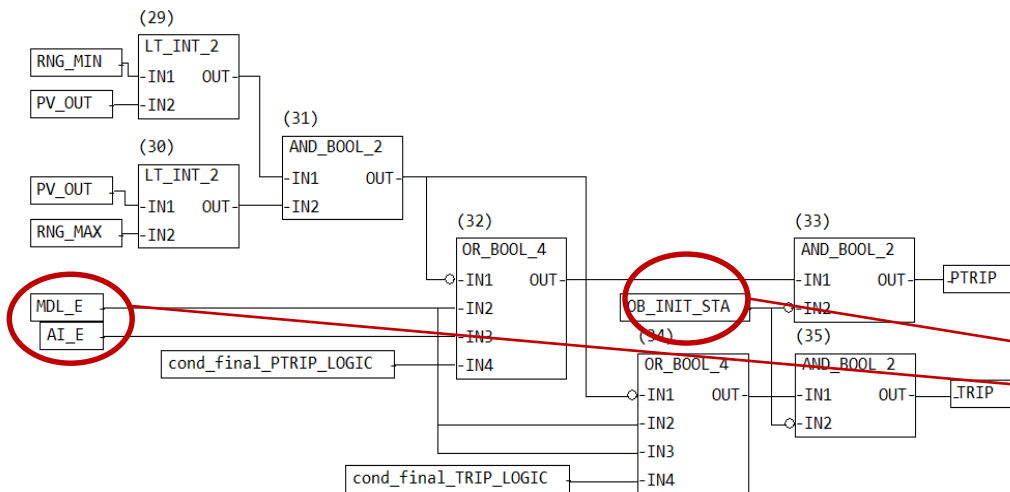 (29)
LT_INT_2
RNG_MIN
-IN1 OUT-
PV_OUT
-IN2
(31)
(30)
AND_BOOL_2
LT_INT_2
-IN1 OUT-
PV_OUT
-IN1 OUT-
-IN2
RNG_MAX
-IN2
(32)
(33)
OR_BOOL_4
AND_BOOL_2
-IN1 OUT-
-IN1 OUT-
PTRIP
MDL_E
-IN2
OB_INIT_STA
-IN2
AI_E
-IN3
(34)
(35)
cond_final_PTRIP_LOGIC
-IN4
OR_BOOL_4
AND_BOOL_2
-IN1 OUT-
-IN1 OUT-
TRIP
-IN2
-IN2
-IN3
cond_final_TRIP_LOGIC
-IN4